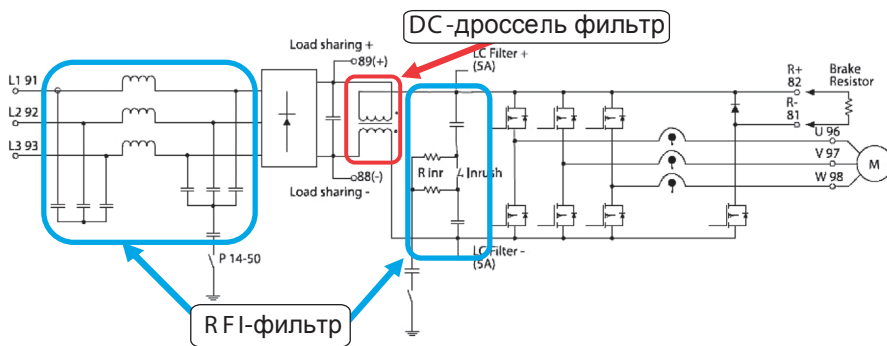 DC-дроссель фильтр
Load sharing +
89(+)
LC Filter +
(5A)
R+
82
Brake
Resistor
L1 91
R-
81
L2 92
U 96
L3 93
V 97
M
R inr
Inrush
88(-)
W 98
Load sharing -
LC Filter -
(5A)
P 14-50
RFI-фильтр